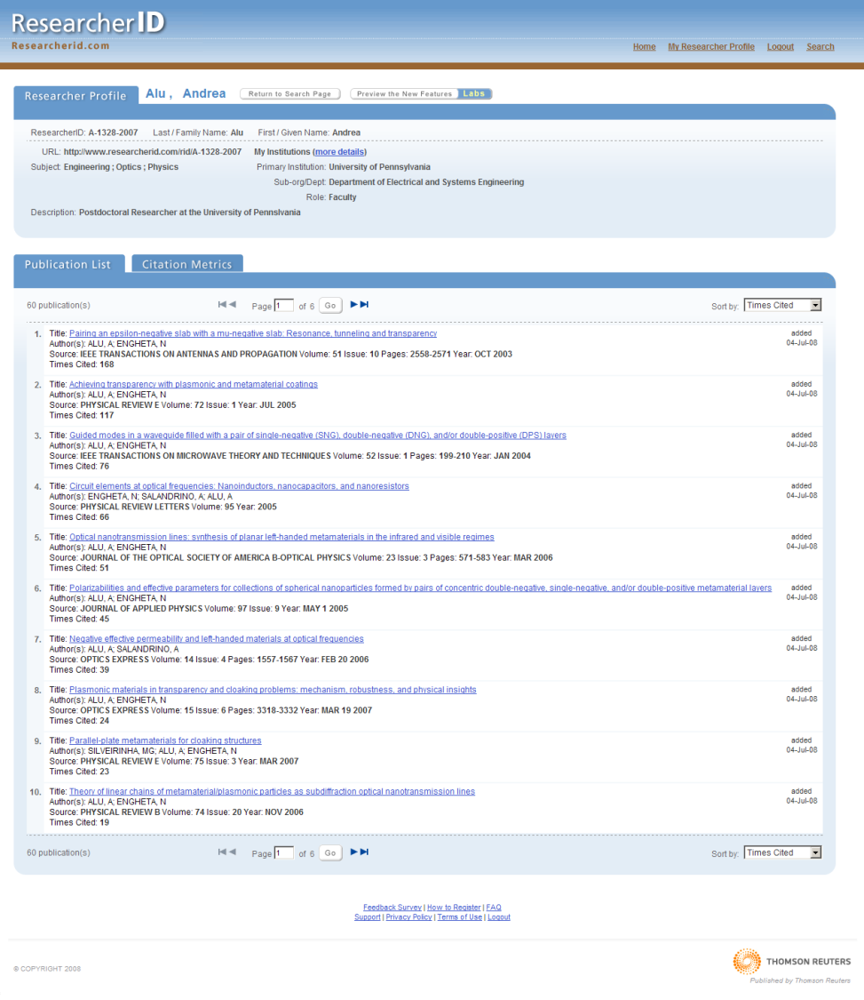 ResearcherID
Researcherid.com
Home My Researcher Profile Logout Search
Researcher Profile Alu , Andrea Return to Search Page Preview the New Features Labs
ResearcherID: A-1328-2007 Last / Family Name: Alu First / Given Name: Andrea
URL: http://www.researcherid.com/rid/A-1328-2007 My Institutions (more details)
Subject: Engineering ; Optics ; Physics Primary Institution: University of Pennsylvania
Sub-org/Dept: Department of Electrical and Systems Engineering
Role: Faculty
Description: Postdoctoral Researcher at the University of Pennslvania
Publication List Citation Metrics
60 publication(s) Page 1 of 6 Go Sort by: Times Cited
1. Title: Pairing an epsilon-negative slab with a mu-negative slab: Resonance, tunneling and transparency added
Author(s): ALU, A; ENGHETA, N 04-Jul-08
Source: IEEE TRANSACTIONS ON ANTENNAS AND PROPAGATION Volume: 51 Issue: 10 Pages: 2558-2571 Year: OCT 2003
Times Cited: 168
2. Title: Achieving transparency with plasmonic and metamaterial coatings added
Author(s): ALU, A; ENGHETA, N 04-Jul-08
Source: PHYSICAL REVIEW E Volume: 72 Issue: 1 Year: JUL 2005
Times Cited: 117
3. Title: Guided modes in a waveguide filled with a pair of single-negative (SNG), double-negative (DNG), and/or double-positive (DPS) layers added
Author(s): ALU, A; ENGHETA, N 04-Jul-08
Source: IEEE TRANSACTIONS ON MICROWAVE THEORY AND TECHNIQUES Volume: 52 Issue: 1 Pages: 199-210 Year: JAN 2004
Times Cited: 76
4. Title: Circuit elements at optical frequencies: Nanoinductors, nanocapacitors, and nanoresistors added
Author(s): ENGHETA, N; SALANDRINO, A; ALU, A 04-Jul-08
Source: PHYSICAL REVIEW LETTERS Volume: 95 Year: 2005
Times Cited: 66
5. Title: Optical nanotransmission lines: synthesis of planar left-handed metamaterials in the infrared and visible regimes added
Author(s): ALU, A; ENGHETA, N 04-Jul-08
Source: JOURNAL OF THE OPTICAL SOCIETY OF AMERICA B-OPTICAL PHYSICS Volume: 23 Issue: 3 Pages: 571-583 Year: MAR 2006
Times Cited: 51
6. Title: Polarizabilities and effective parameters for collections of spherical nanoparticles formed by pairs of concentric double-negative, single-negative, and/or double-positive metamaterial layers added
Author(s): ALU, A; ENGHETA, N 04-Jul-08
Source: JOURNAL OF APPLIED PHYSICS Volume: 97 Issue: 9 Year: MAY 1 2005
Times Cited: 45
7. Title: Negative effective permeability and left-handed materials at optical frequencies added
Author(s): ALU, A; SALANDRINO, A 04-Jul-08
Source: OPTICS EXPRESS Volume: 14 Issue: 4 Pages: 1557-1567 Year: FEB 20 2006
Times Cited: 39
8. Title: Plasmonic materials in transparency and cloaking problems: mechanism, robustness, and physical insights added
Author(s): ALU, A; ENGHETA, N 04-Jul-08
Source: OPTICS EXPRESS Volume: 15 Issue: 6 Pages: 3318-3332 Year: MAR 19 2007
Times Cited: 24
9. Title: Parallel-plate metamaterials for cloaking structures added
Author(s): SILVEIRINHA, MG; ALU, A; ENGHETA, N 04-Jul-08
Source: PHYSICAL REVIEW E Volume: 75 Issue: 3 Year: MAR 2007
Times Cited: 23
10. Title: Theory of linear chains of metamaterial/plasmonic particles as subdiffraction optical nanotransmission lines added
Author(s): ALU, A; ENGHETA, N 04-Jul-08
Source: PHYSICAL REVIEW B Volume: 74 Issue: 20 Year: NOV 2006
Times Cited: 19
60 publication(s) Page 1 of 6 Go Sort by: Times Cited
Feedback Survey | How to Register | FAQ
Support | Privacy Policy | Terms of Use | Logout
© COPYRIGHT 2008 THOMSON REUTERS
Published by Thomson Reuters